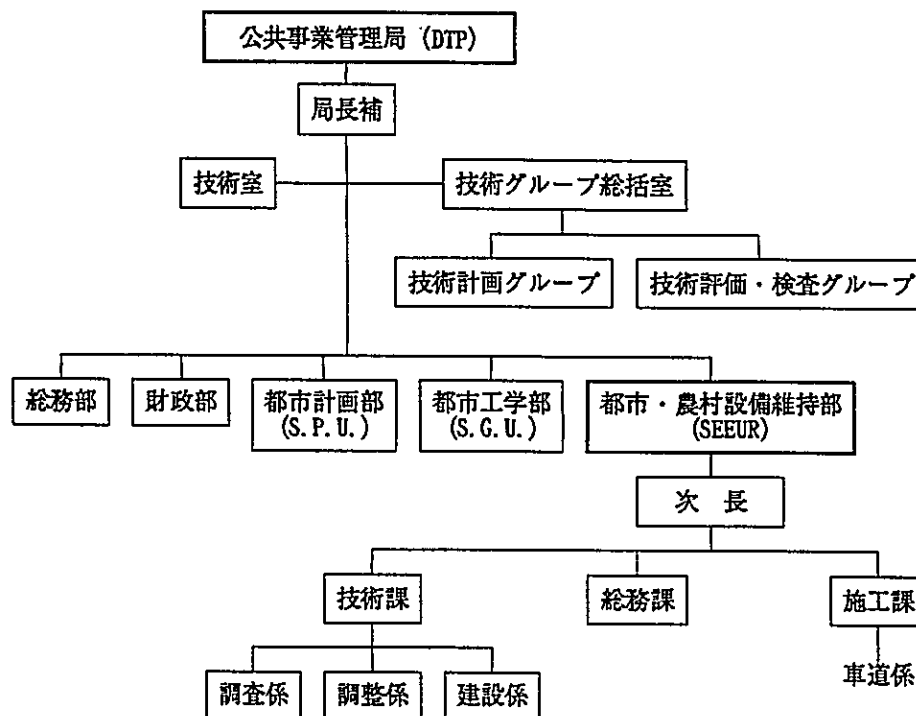 公共事業管理局 (DTP)
局長補
技術室
技術グループ総括室
技術計画グループ
技術評価・検査グループ
総務部
財政部
都市計画部
(S.P.U.)
都市工学部
(S.G.U.)
都市・農村設備維持部
(SEEUR)
次 長
技術課
総務課
施工課
調査係
調整係
建設係
車道係